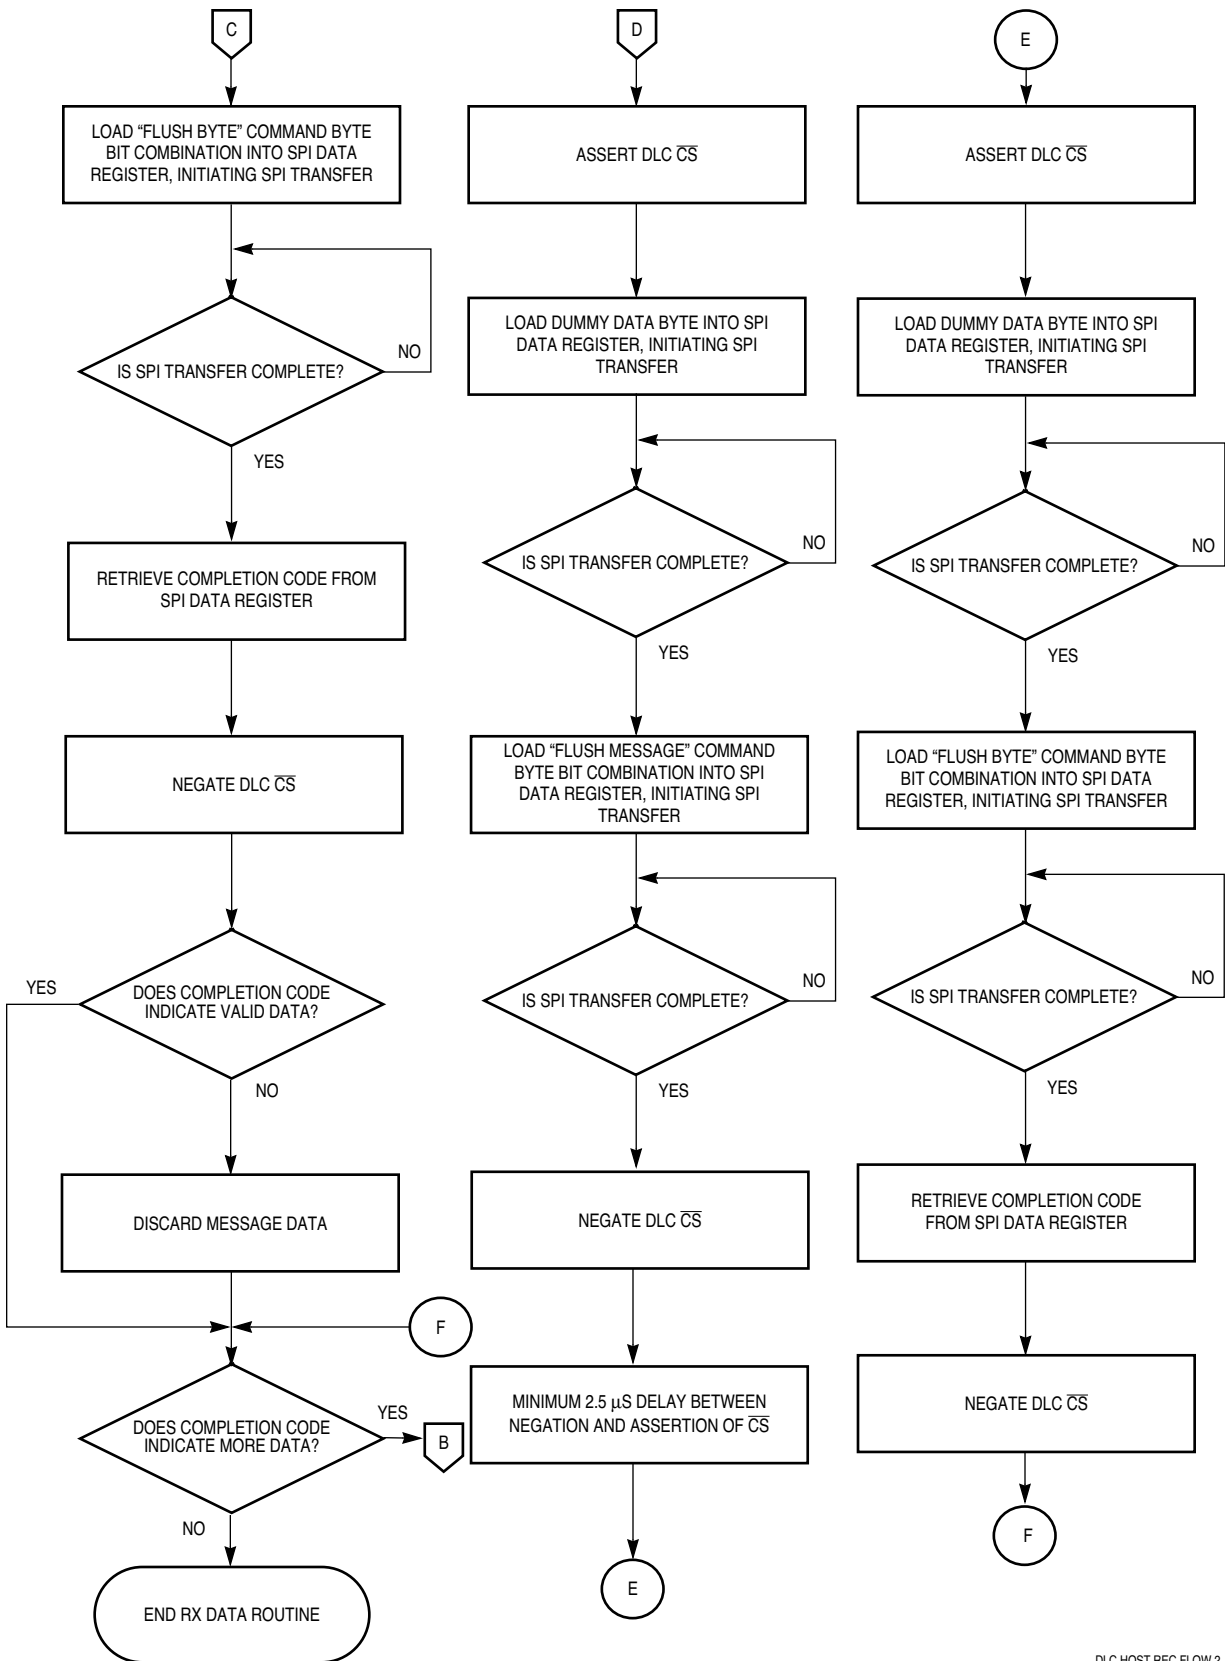 C
LOAD “FLUSH BYTE” COMMAND BYTE
BIT COMBINATION INTO SPI DATA
REGISTER, INITIATING SPI TRANSFER
IS SPI TRANSFER COMPLETE?
NO
YES
RETRIEVE COMPLETION CODE FROM
SPI DATA REGISTER
NEGATE DLC C̅S̅
DOES COMPLETION CODE
INDICATE VALID DATA?
YES
NO
DISCARD MESSAGE DATA
F
DOES COMPLETION CODE
INDICATE MORE DATA?
YES
B
NO
END RX DATA ROUTINE
D
ASSERT DLC C̅S̅
LOAD DUMMY DATA BYTE INTO SPI
DATA REGISTER, INITIATING SPI
TRANSFER
IS SPI TRANSFER COMPLETE?
NO
YES
LOAD “FLUSH MESSAGE” COMMAND
BYTE BIT COMBINATION INTO SPI
DATA REGISTER, INITIATING SPI
TRANSFER
IS SPI TRANSFER COMPLETE?
NO
YES
NEGATE DLC C̅S̅
MINIMUM 2.5 µS DELAY BETWEEN
NEGATION AND ASSERTION OF C̅S̅
E
E
ASSERT DLC C̅S̅
LOAD DUMMY DATA BYTE INTO SPI
DATA REGISTER, INITIATING SPI
TRANSFER
IS SPI TRANSFER COMPLETE?
NO
YES
LOAD “FLUSH BYTE” COMMAND BYTE
BIT COMBINATION INTO SPI DATA
REGISTER, INITIATING SPI TRANSFER
IS SPI TRANSFER COMPLETE?
NO
YES
RETRIEVE COMPLETION CODE
FROM SPI DATA REGISTER
NEGATE DLC C̅S̅
F
DLC HOST REC FLOW 2